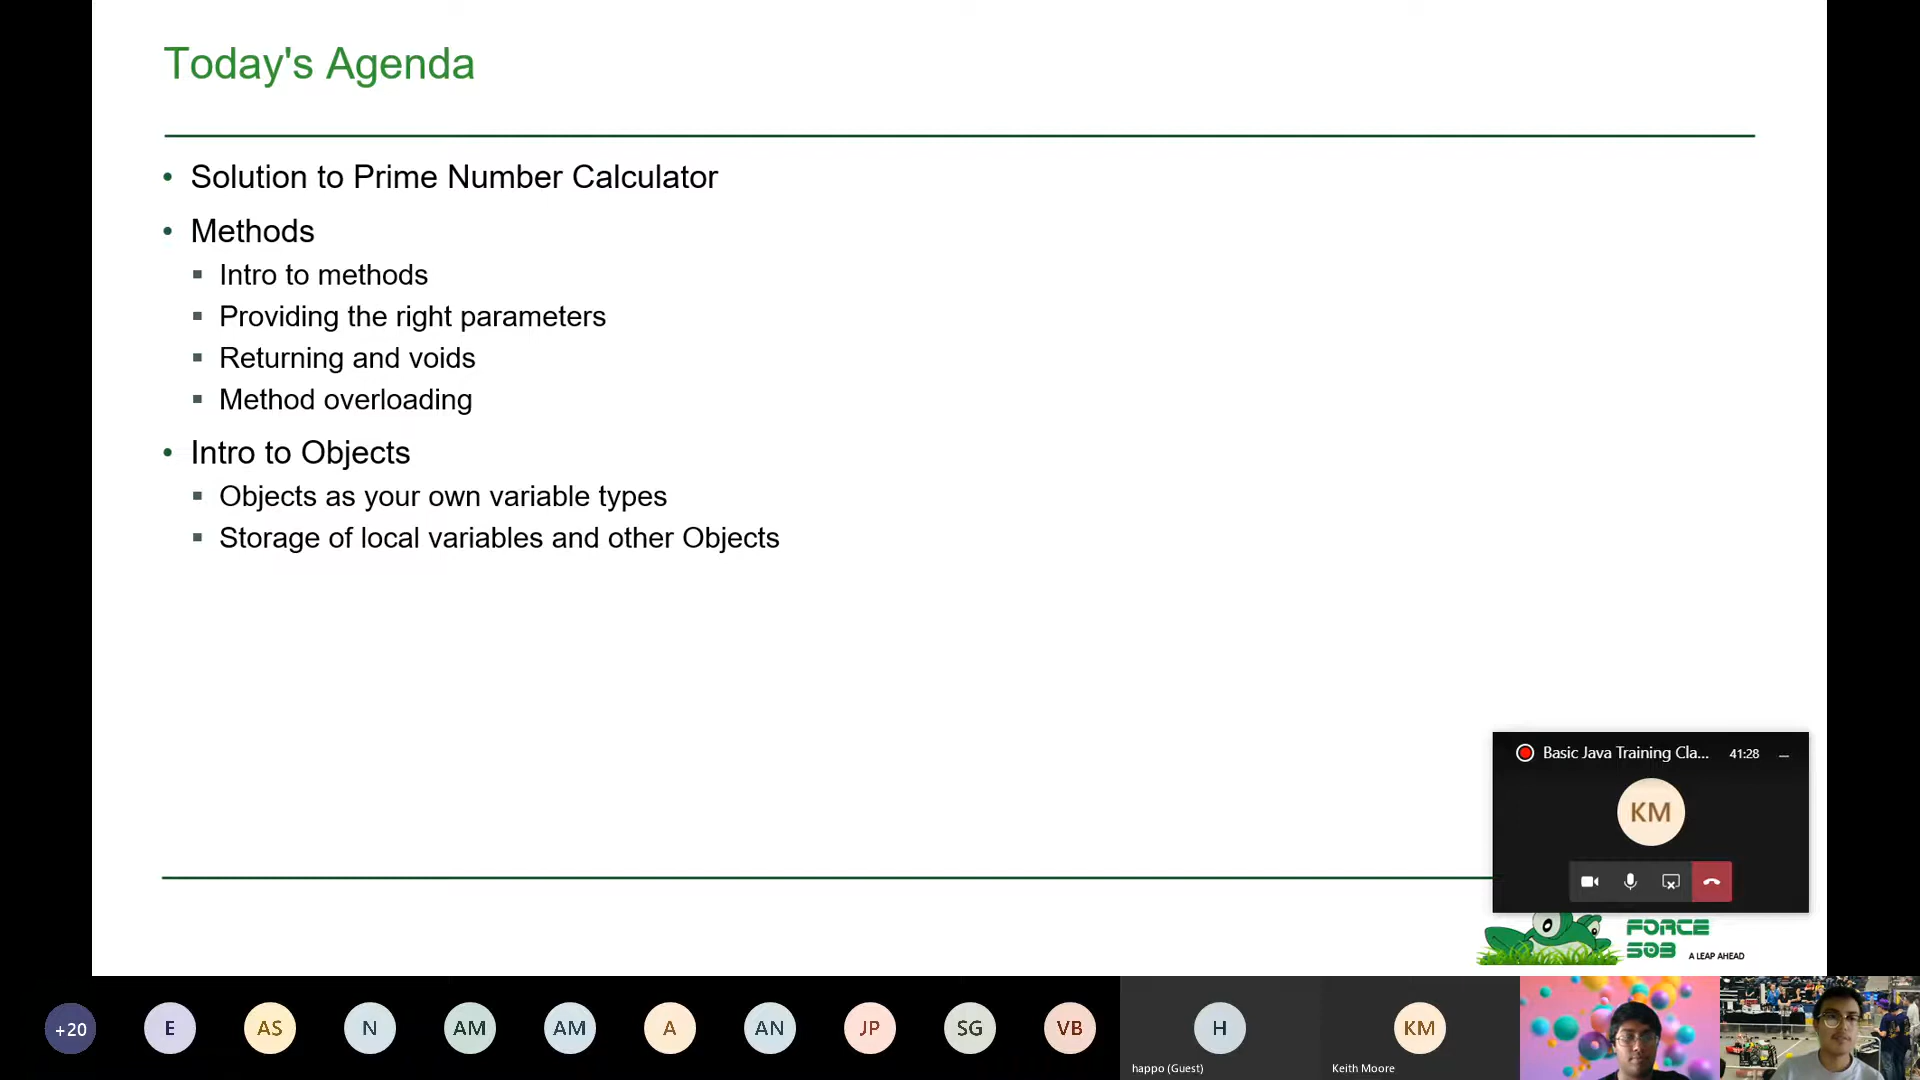 Today's Agenda
• Solution to Prime Number Calculator
• Methods
▪ Intro to methods
▪ Providing the right parameters
▪ Returning and voids
▪ Method overloading
• Intro to Objects
▪ Objects as your own variable types
▪ Storage of local variables and other Objects
Basic Java Training Cla... 41:28
KM
FORCE
503 A LEAP AHEAD
+20 E AS N AM AM A AN JP SG VB H KM
happo (Guest) Keith Moore